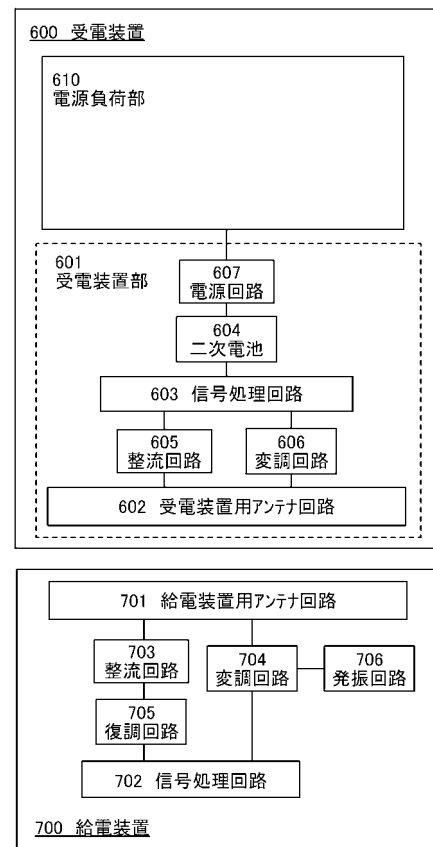 600 受電装置
610
電源負荷部
601
受電装置部
607
電源回路
604
二次電池
603 信号処理回路
605
整流回路
606
変調回路
602 受電装置用アンテナ回路
701 給電装置用アンテナ回路
703
整流回路
704
変調回路
706
発振回路
705
復調回路
702 信号処理回路
700 給電装置